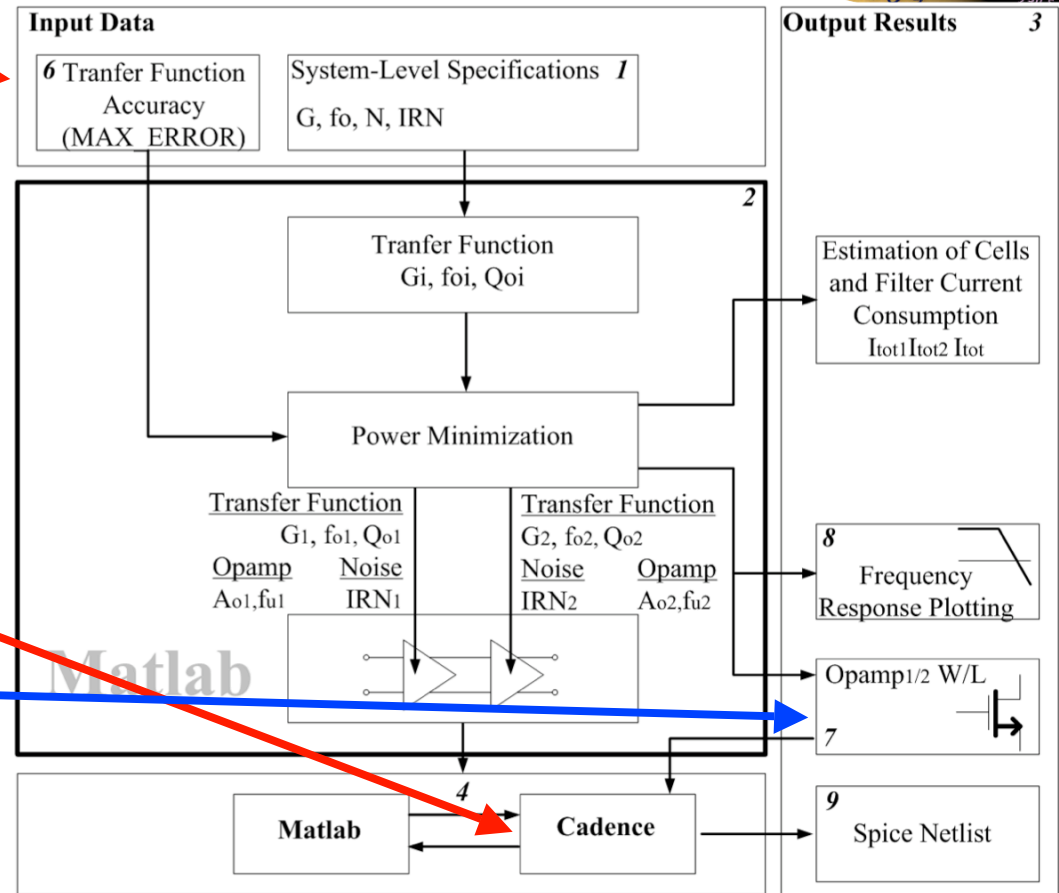 Input Data
6 Tranfer Function
Accuracy
(MAX_ERROR)
System-Level Specifications 1
G, fo, N, IRN
2
Tranfer Function
Gi, foi, Qoi
Power Minimization
Transfer Function
G1, fo1, Qo1
Opamp Noise
Ao1,fu1 IRN1
Transfer Function
G2, fo2, Qo2
Noise Opamp
IRN2 Ao2,fu2
Matlab
4
Matlab
Cadence
Output Results 3
Estimation of Cells
and Filter Current
Consumption
Itot1Itot2 Itot
8
Frequency
Response Plotting
Opamp1/2 W/L
7
9
Spice Netlist